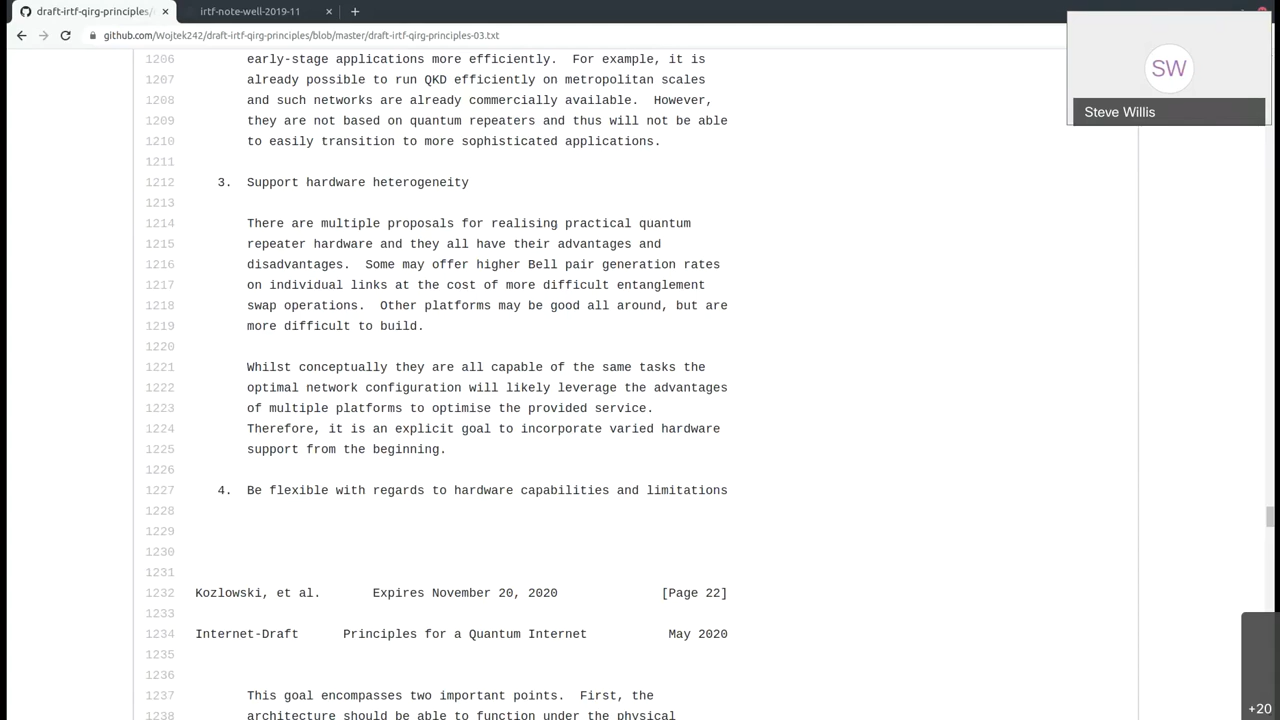 draft-irtf-qirg-principles/
irtf-note-well-2019-11
github.com/Wojtek242/draft-irtf-qirg-principles/blob/master/draft-irtf-qirg-principles-03.txt
SW
Steve Willis
1206 early-stage applications more efficiently. For example, it is
1207 already possible to run QKD efficiently on metropolitan scales
1208 and such networks are already commercially available. However,
1209 they are not based on quantum repeaters and thus will not be able
1210 to easily transition to more sophisticated applications.
1211
1212 3. Support hardware heterogeneity
1213
1214 There are multiple proposals for realising practical quantum
1215 repeater hardware and they all have their advantages and
1216 disadvantages. Some may offer higher Bell pair generation rates
1217 on individual links at the cost of more difficult entanglement
1218 swap operations. Other platforms may be good all around, but are
1219 more difficult to build.
1220
1221 Whilst conceptually they are all capable of the same tasks the
1222 optimal network configuration will likely leverage the advantages
1223 of multiple platforms to optimise the provided service.
1224 Therefore, it is an explicit goal to incorporate varied hardware
1225 support from the beginning.
1226
1227 4. Be flexible with regards to hardware capabilities and limitations
1228
1229
1230
1231
1232 Kozlowski, et al. Expires November 20, 2020 [Page 22]
1233
1234 Internet-Draft Principles for a Quantum Internet May 2020
1235
1236
1237 This goal encompasses two important points. First, the
1238 architecture should be able to function under the physical
+20